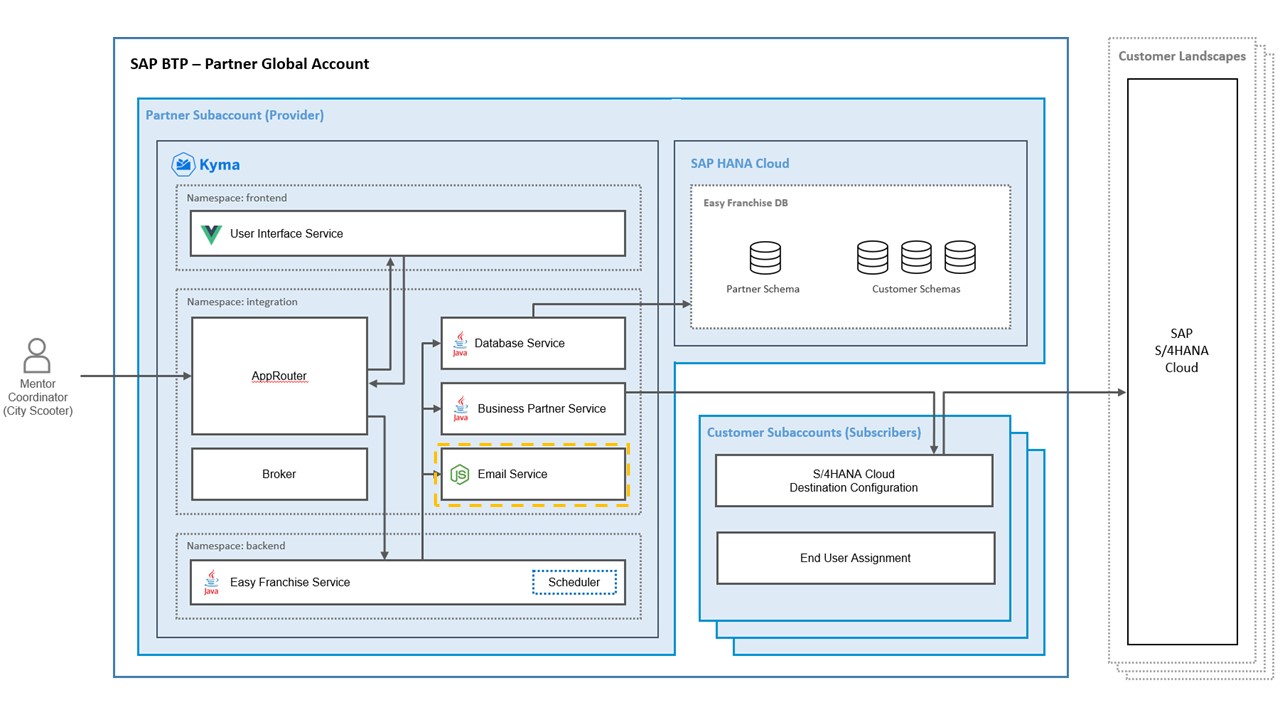 SAP BTP – Partner Global Account
Customer Landscapes
Partner Subaccount (Provider)
Kyma
SAP HANA Cloud
Namespace: frontend
User Interface Service
Easy Franchise DB
Partner Schema
Customer Schemas
Namespace: integration
AppRouter
Java
Database Service
Java
Business Partner Service
Broker
JS
Email Service
Mentor
Coordinator
(City Scooter)
SAP
S/4HANA
Cloud
Customer Subaccounts (Subscribers)
S/4HANA Cloud
Destination Configuration
End User Assignment
Namespace: backend
Java
Easy Franchise Service
Scheduler